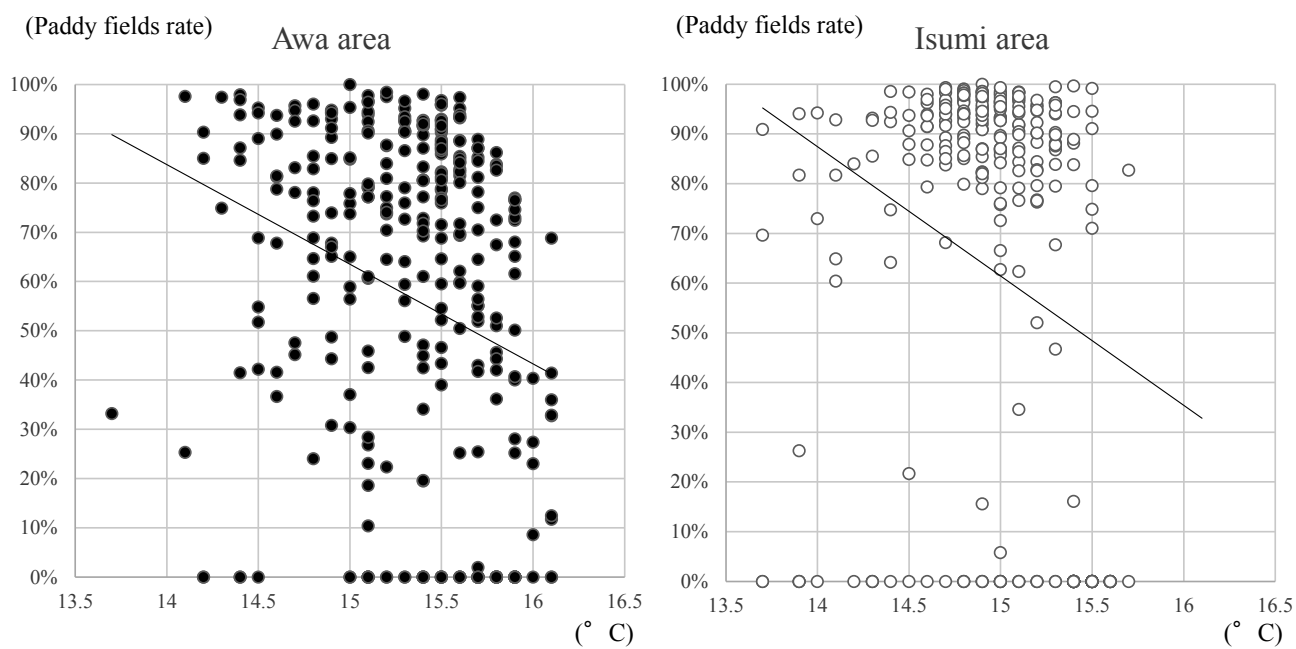 (Paddy fields rate)
Awa area
100%
90%
80%
70%
60%
50%
40%
30%
20%
10%
0%
13.5 14 14.5 15 15.5 16 16.5
(° C)
(Paddy fields rate)
Isumi area
100%
90%
80%
70%
60%
50%
40%
30%
20%
10%
0%
13.5 14 14.5 15 15.5 16 16.5
(° C)